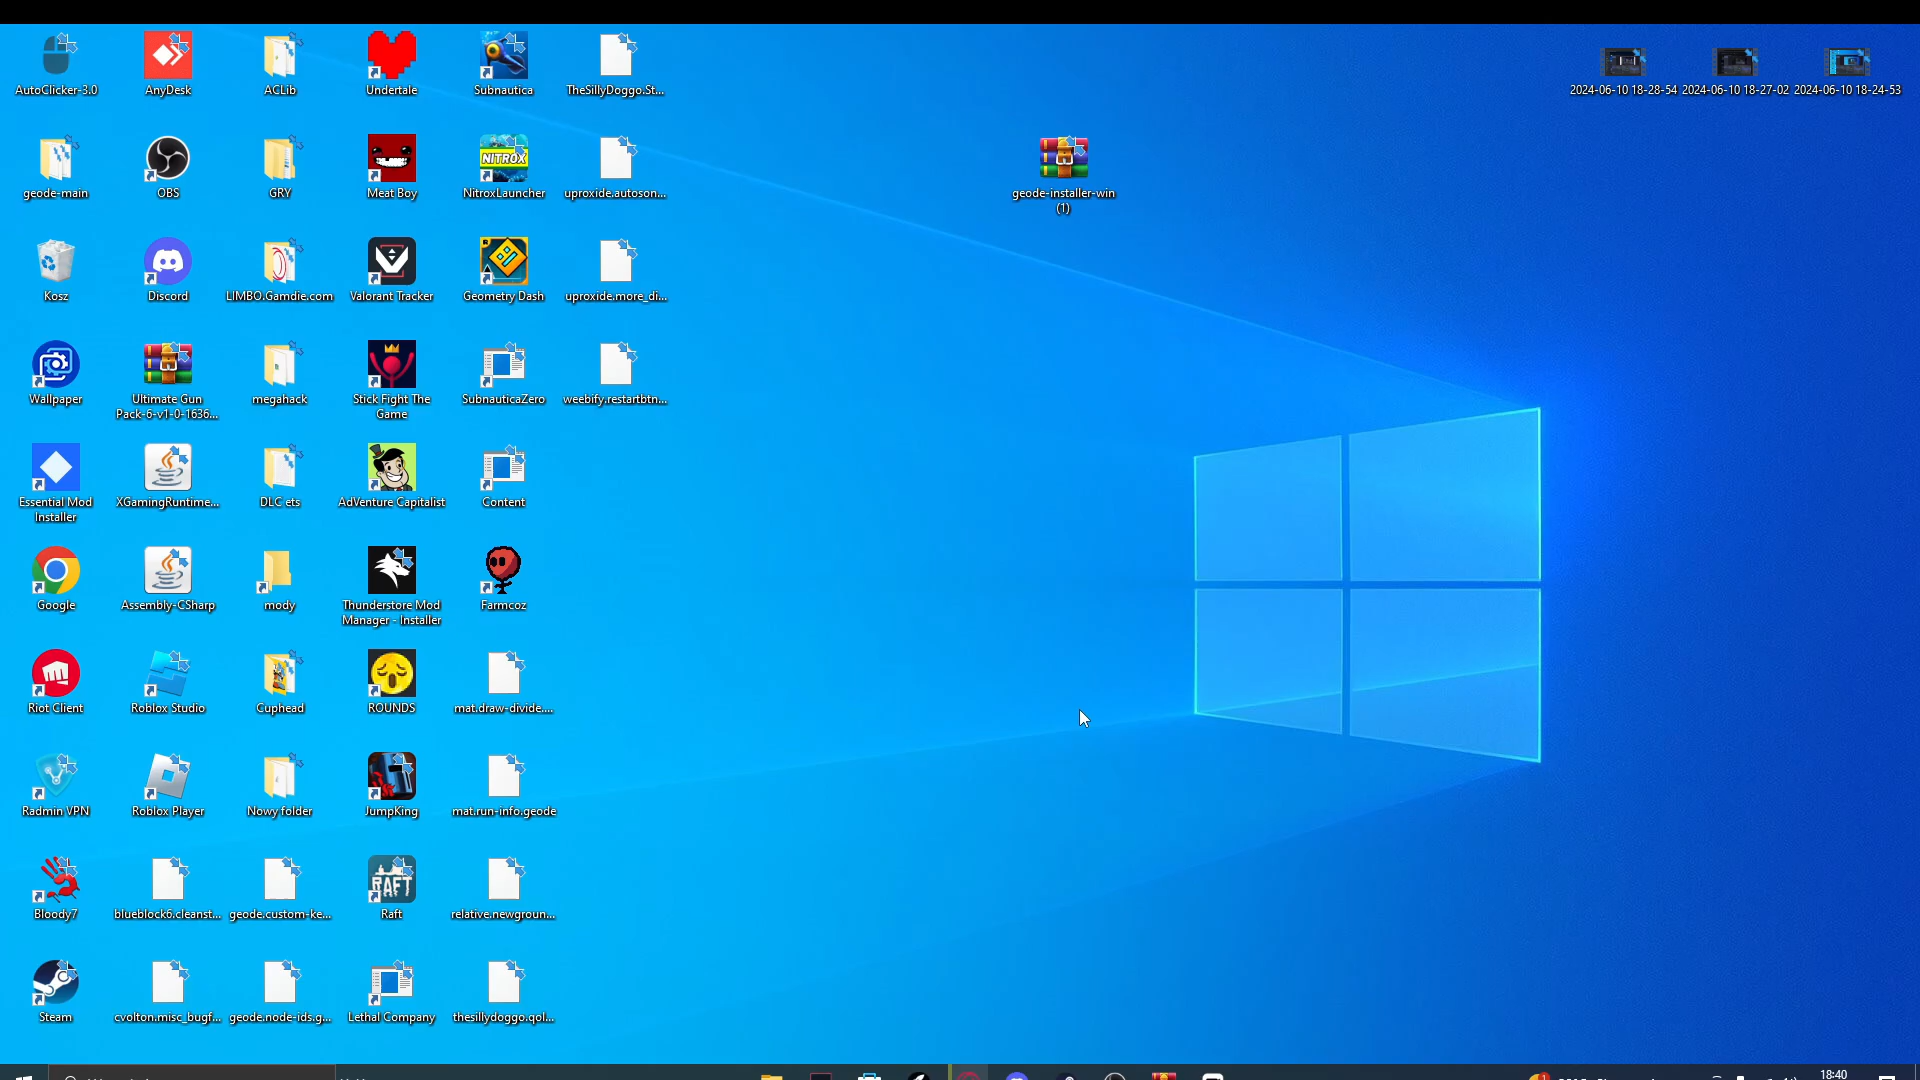 AutoClicker-3.0
AnyDesk
ACLib
Undertale
Subnautica
TheSillyDoggo.St...
2024-06-10 18-28-54
2024-06-10 18-27-02
2024-06-10 18-24-53
geode-main
OBS
GRY
Meat Boy
NITROX
NitroxLauncher
uproxide.autoson...
geode-installer-win
(1)
Kosz
Discord
LIMBO.Gamdie.com
Valorant Tracker
Geometry Dash
uproxide.more_di...
Wallpaper
Ultimate Gun
Pack-6-v1-0-1636...
megahack
Stick Fight The
Game
SubnauticaZero
weebify.restartbtn...
Essential Mod
Installer
XGamingRuntime...
DLC ets
AdVenture Capitalist
Content
Google
Assembly-CSharp
mody
Thunderstore Mod
Manager - Installer
Farmcoz
Riot Client
Roblox Studio
Cuphead
ROUNDS
mat.draw-divide....
Radmin VPN
Roblox Player
Nowy folder
JumpKing
mat.run-info.geode
Bloody7
blueblock6.cleanst...
geode.custom-ke...
RAFT
Raft
relative.newgroun...
Steam
cvolton.misc_bugf...
geode.node-ids.g...
Lethal Company
thesillydoggo.qol...
18:40